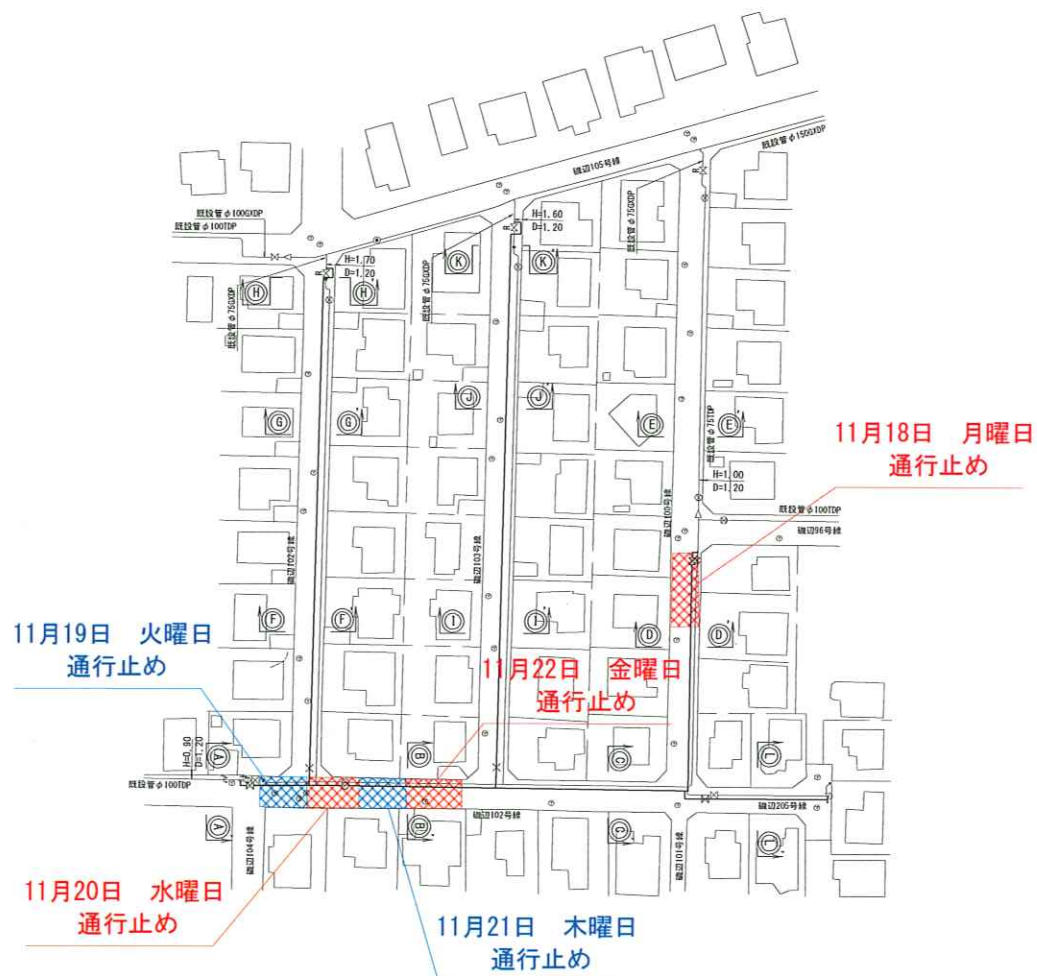 磯辺105号線
既設管φ150GXDP
既設管φ100GXDP
既設管φ100TDP
R
H=1.60
D=1.20
既設管φ75GXDP
R
R
H=1.70
D=1.20
K
K'
H
H'
既設管φ75GXDP
既設管φ75GXDP
J
J'
G
G'
E
E'
既設管φ75TDP
11月18日 月曜日
通行止め
H=1.00
D=1.20
既設管φ100TDP
磯辺96号線
磯辺100号線
磯辺102号線
磯辺103号線
F
F'
I
I'
D
D'
11月19日 火曜日
通行止め
11月22日 金曜日
通行止め
H=0.90
D=1.20
A
B
C
L
既設管φ100TDP
磯辺102号線
磯辺205号線
A'
B'
C'
L'
磯辺104号線
磯辺101号線
11月20日 水曜日
通行止め
11月21日 木曜日
通行止め